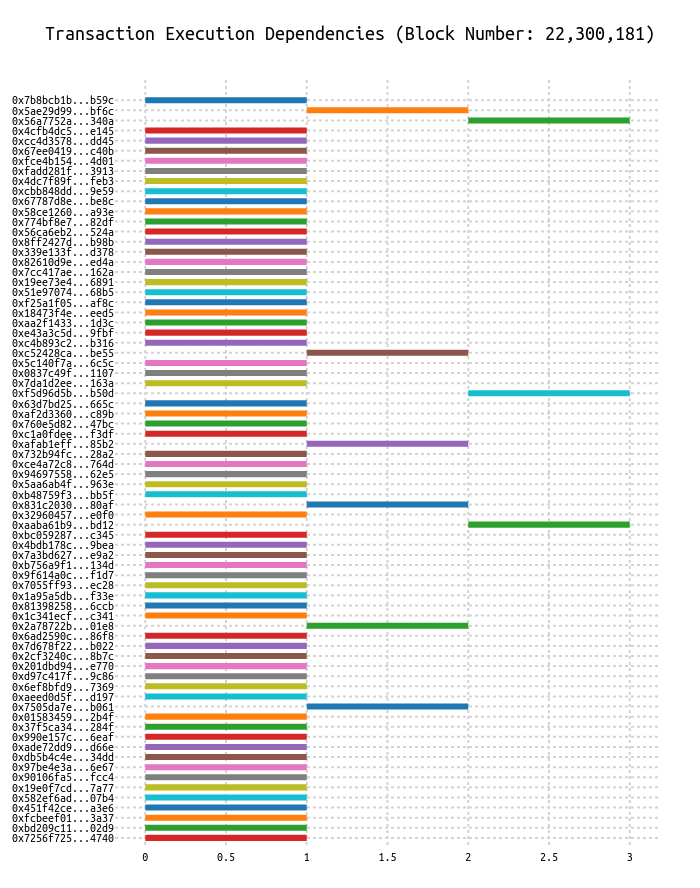 Transaction Execution Dependencies (Block Number: 22,300,181)
0x7b8bcb1b...b59c
0x5ae29d99...bf6c
0x56a7752a...340a
0x4cfb4dc5...e145
0xcc4d3578...dd45
0x67ee0419...c40b
0xfce4b154...4d01
0xfadd281f...3913
0x4dc7f89f...feb3
0xcbb848dd...9e59
0x67787d8e...be8c
0x58ce1260...a93e
0x774bf8e7...82df
0x56ca6eb2...524a
0x8ff2427d...b98b
0x339e133f...d378
0x82610d9e...ed4a
0x7cc417ae...162a
0x19ee73e4...6891
0x51e97074...68b5
0xf25a1f05...af8c
0x18473f4e...eed5
0xaa2f1433...1d3c
0xe43a3c5d...9fbf
0xc4b893c2...b316
0xc52428ca...be55
0x5c140f7a...6c5c
0x0837c49f...1107
0x7da1d2ee...163a
0xf5d96d5b...b50d
0x63d7bd25...665c
0xaf2d3360...c89b
0x760e5d82...47bc
0xc1a0fdee...f3df
0xafab1eff...85b2
0x732b94fc...28a2
0xce4a72c8...764d
0x94697558...62e5
0x5aa6ab4f...963e
0xb48759f3...bb5f
0x831c2030...80af
0x32960457...e0f0
0xaaba61b9...bd12
0xbc059287...c345
0x4bdb178c...9bea
0x7a3bd627...e9a2
0xb756a9f1...134d
0x9f614a0c...f1d7
0x7055ff93...ec28
0x1a95a5db...f33e
0x81398258...6ccb
0x1c341ecf...c341
0x2a78722b...01e8
0x6ad2590c...86f8
0x7d678f22...b022
0x2cf3240c...8b7c
0x201dbd94...e770
0xd97c417f...9c86
0x6ef8bfd9...7369
0xaeed0d5f...d197
0x7505da7e...b061
0x01583459...2b4f
0x37f5ca34...284f
0x990e157c...6eaf
0xade72dd9...d66e
0xdb5b4c4e...34dd
0x97be4e3a...6e67
0x90106fa5...fcc4
0x19e0f7cd...7a77
0x582ef6ad...07b4
0x451f42ce...a3e6
0xfcbeef01...3a37
0xbd209c11...02d9
0x7256f725...4740
0 0.5 1 1.5 2 2.5 3